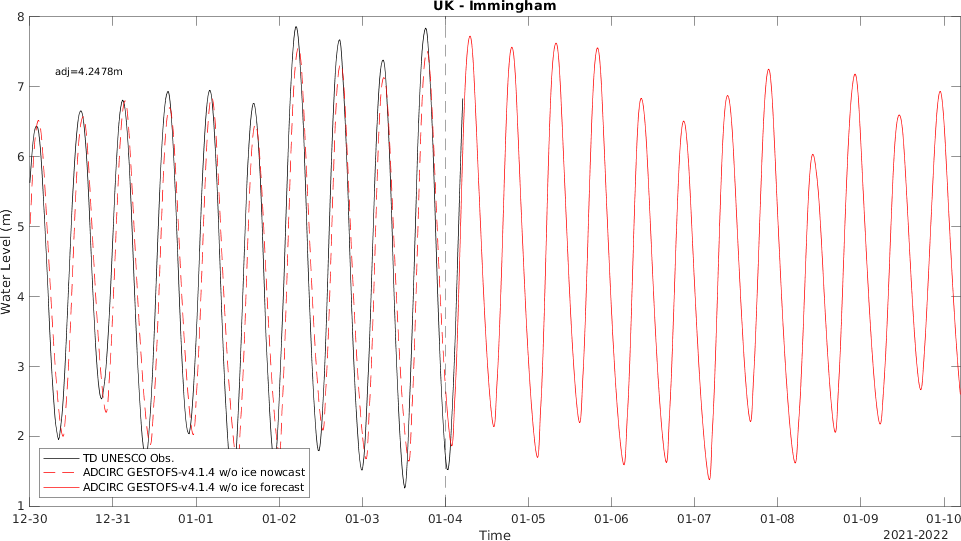 UK - Immingham
8
adj=4.2478m
7
6
5
Water Level (m)
4
3
2
TD UNESCO Obs.
ADCIRC GESTOFS-v4.1.4 w/o ice nowcast
ADCIRC GESTOFS-v4.1.4 w/o ice forecast
1
12-30 12-31 01-01 01-02 01-03 01-04 01-05 01-06 01-07 01-08 01-09 01-10
Time
2021-2022